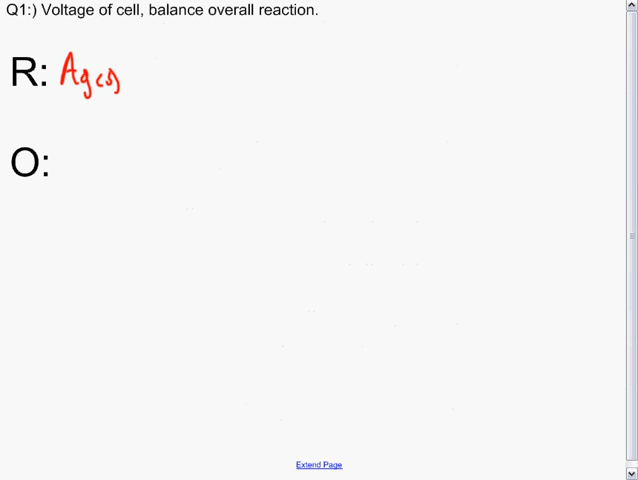 Q1:) Voltage of cell, balance overall reaction.
R: Ag(s)
O:
Extend Page